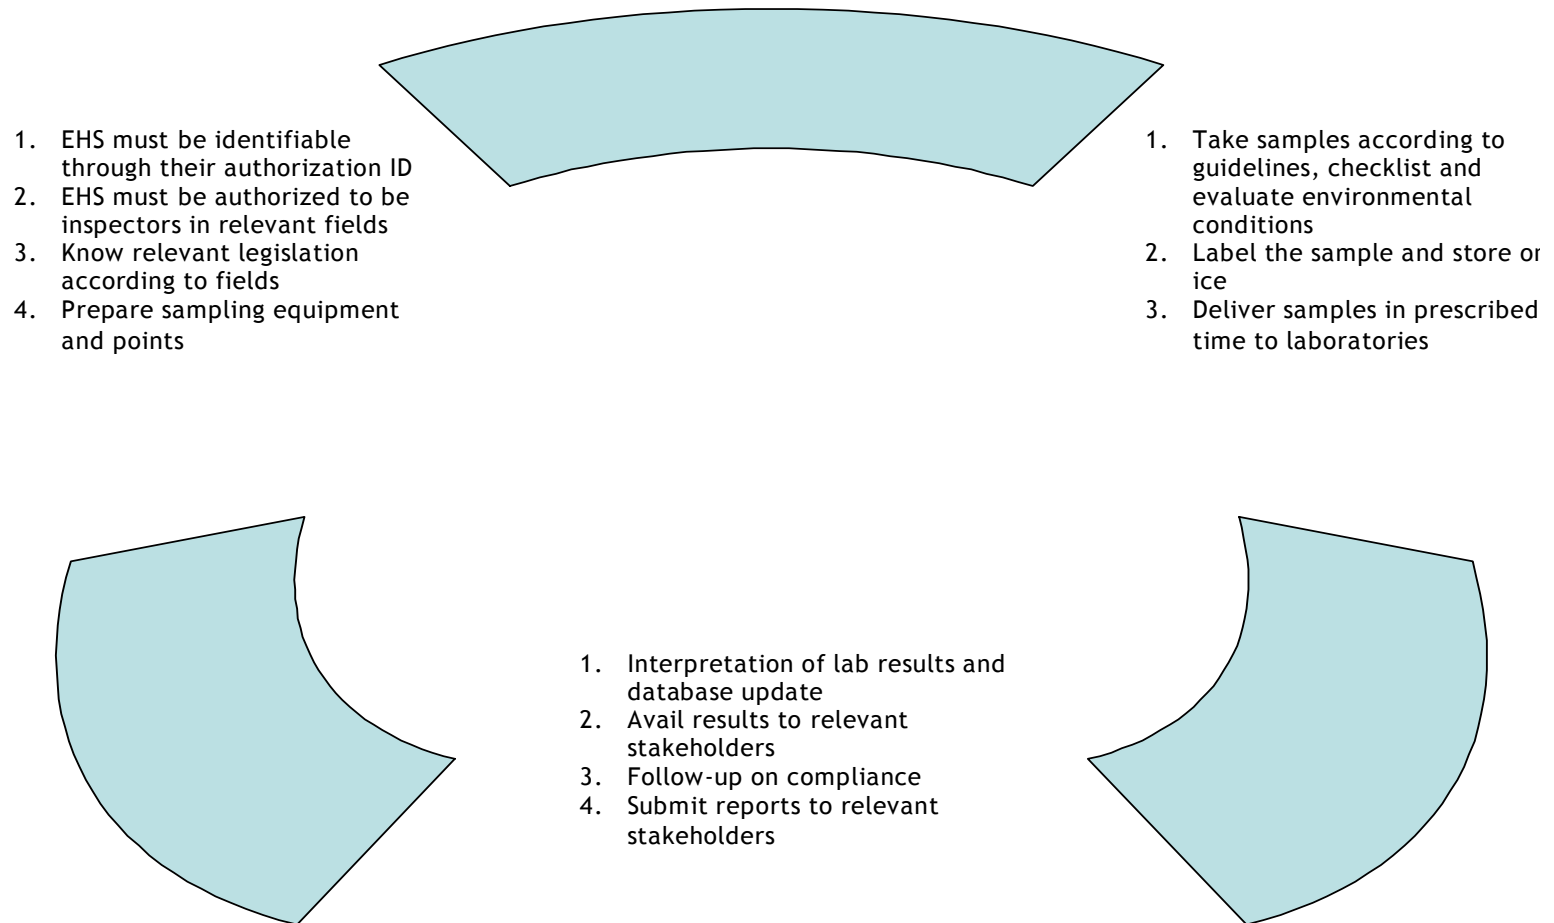 1. EHS must be identifiable
through their authorization ID
2. EHS must be authorized to be
inspectors in relevant fields
3. Know relevant legislation
according to fields
4. Prepare sampling equipment
and points
1. Take samples according to
guidelines, checklist and
evaluate environmental
conditions
2. Label the sample and store on
ice
3. Deliver samples in prescribed
time to laboratories
1. Interpretation of lab results and
database update
2. Avail results to relevant
stakeholders
3. Follow-up on compliance
4. Submit reports to relevant
stakeholders